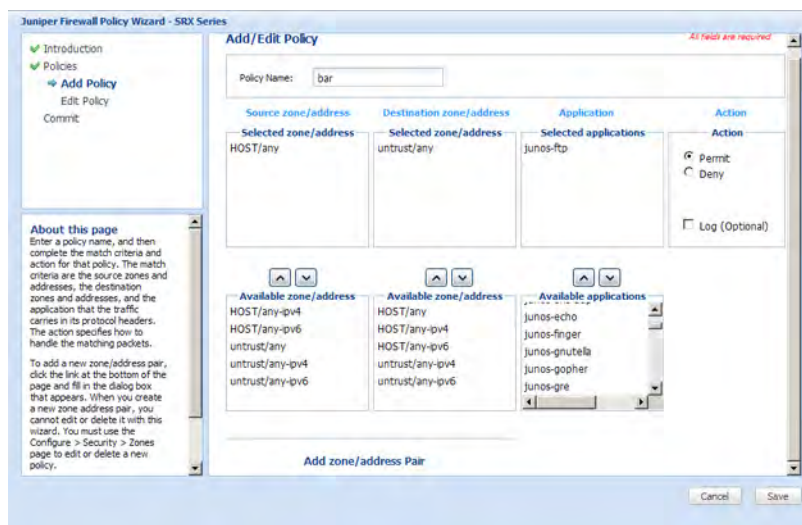 Juniper Firewall Policy Wizard - SRX Series
Introduction
Policies
Add Policy
Edit Policy
Commit
About this page
Enter a policy name, and then
complete the match criteria and
action for that policy. The match
criteria are the source zones and
addresses, the destination
zones and addresses, and the
application that the traffic
carries in its protocol headers.
The action specifies how to
handle the matching packets.
To add a new zone/address pair,
click the link at the bottom of the
page and fill in the dialog box
that appears. When you create
a new zone address pair, you
cannot edit or delete it with this
wizard. You must use the
Configure > Security > Zones
page to edit or delete a new
policy.
Add/Edit Policy
All fields are required
Policy Name: bar
Source zone/address
Destination zone/address
Application
Action
Selected zone/address
HOST/any
Selected zone/address
untrust/any
Selected applications
junos-ftp
Action
Permit
Deny
Log (Optional)
Available zone/address
HOST/any-ipv4
HOST/any-ipv6
untrust/any
untrust/any-ipv4
untrust/any-ipv6
Available zone/address
HOST/any
HOST/any-ipv4
HOST/any-ipv6
untrust/any-ipv4
untrust/any-ipv6
Available applications
junos-echo
junos-finger
junos-gnutella
junos-gopher
junos-gre
Add zone/address Pair
Cancel
Save